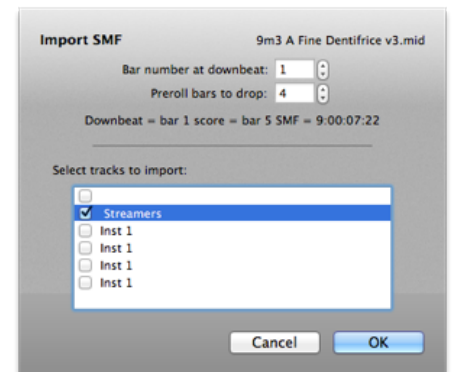 Import SMF 9m3 A Fine Dentifrice v3.mid
Bar number at downbeat: 1
Preroll bars to drop: 4
Downbeat = bar 1 score = bar 5 SMF = 9:00:07:22
Select tracks to import:
Streamers
Inst 1
Inst 1
Inst 1
Inst 1
Cancel OK